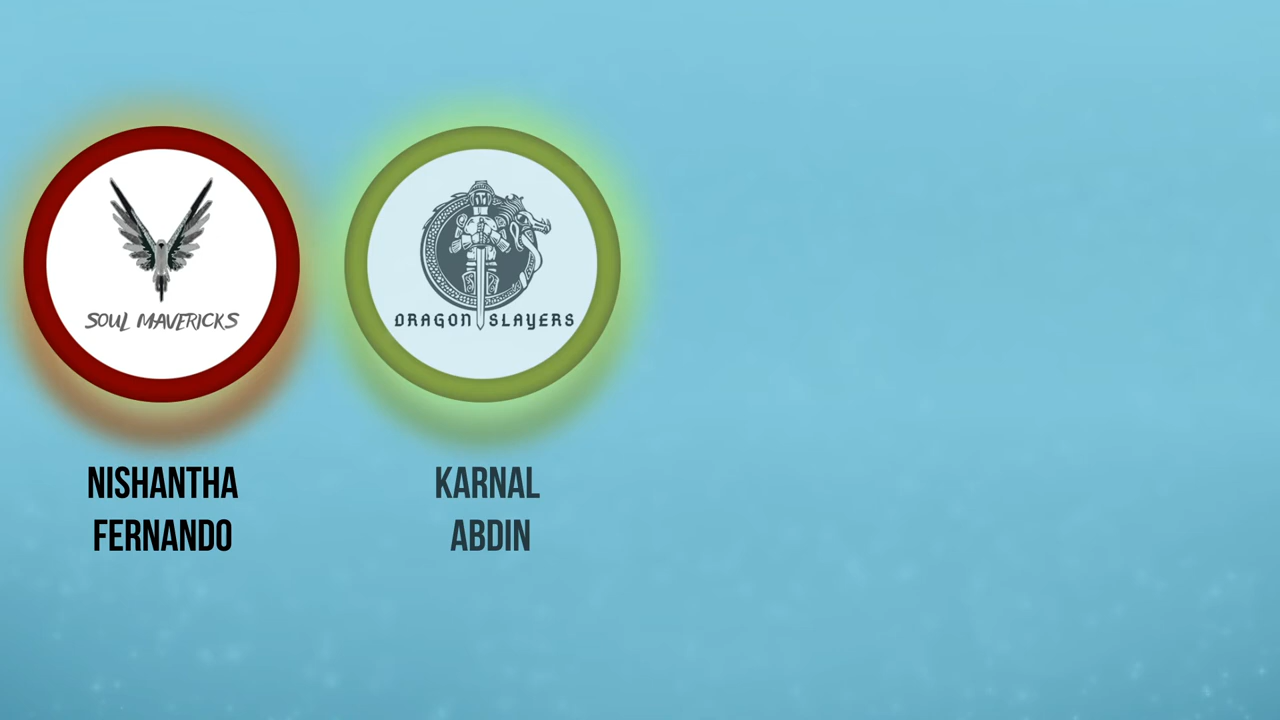 SOUL MAVERICKS
DRAGON SLAYERS
NISHANTHA
FERNANDO
KARNAL
ABDIN